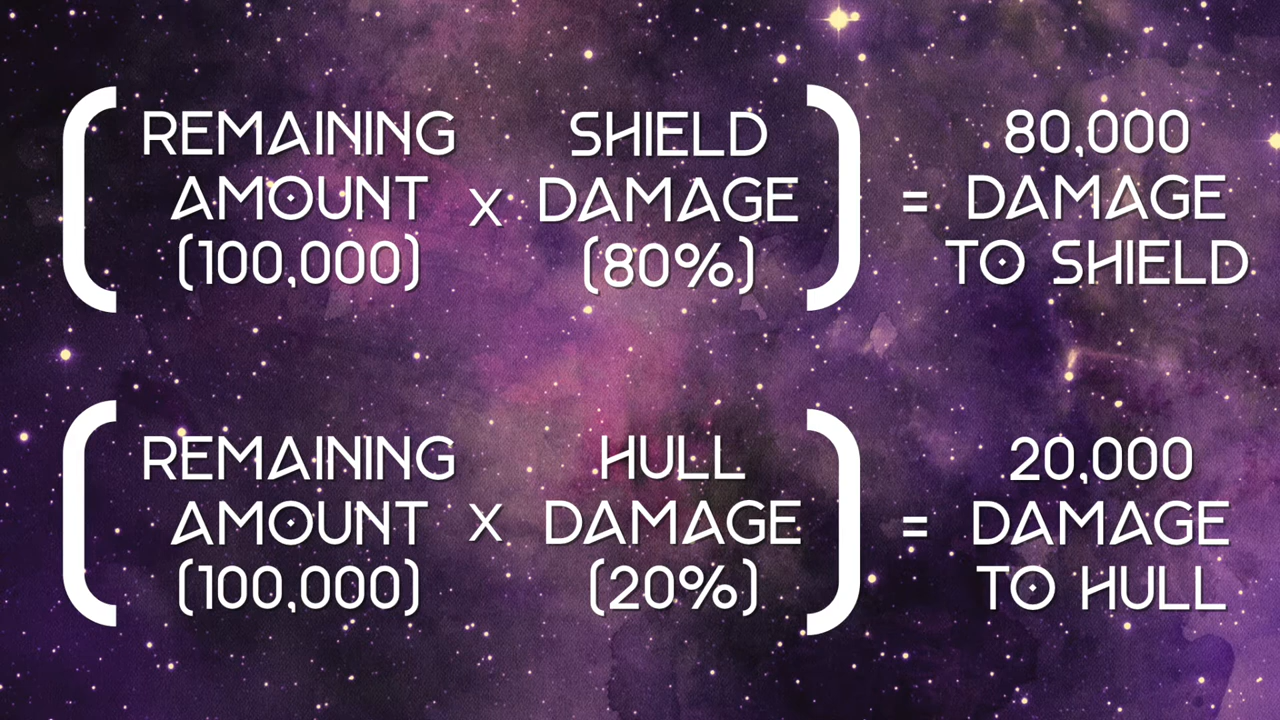 REMAINING
AMOUNT
(100,000)
X
SHIELD
DAMAGE
(80%)
=
80,000
DAMAGE
TO SHIELD
REMAINING
AMOUNT
(100,000)
X
HULL
DAMAGE
(20%)
=
20,000
DAMAGE
TO HULL